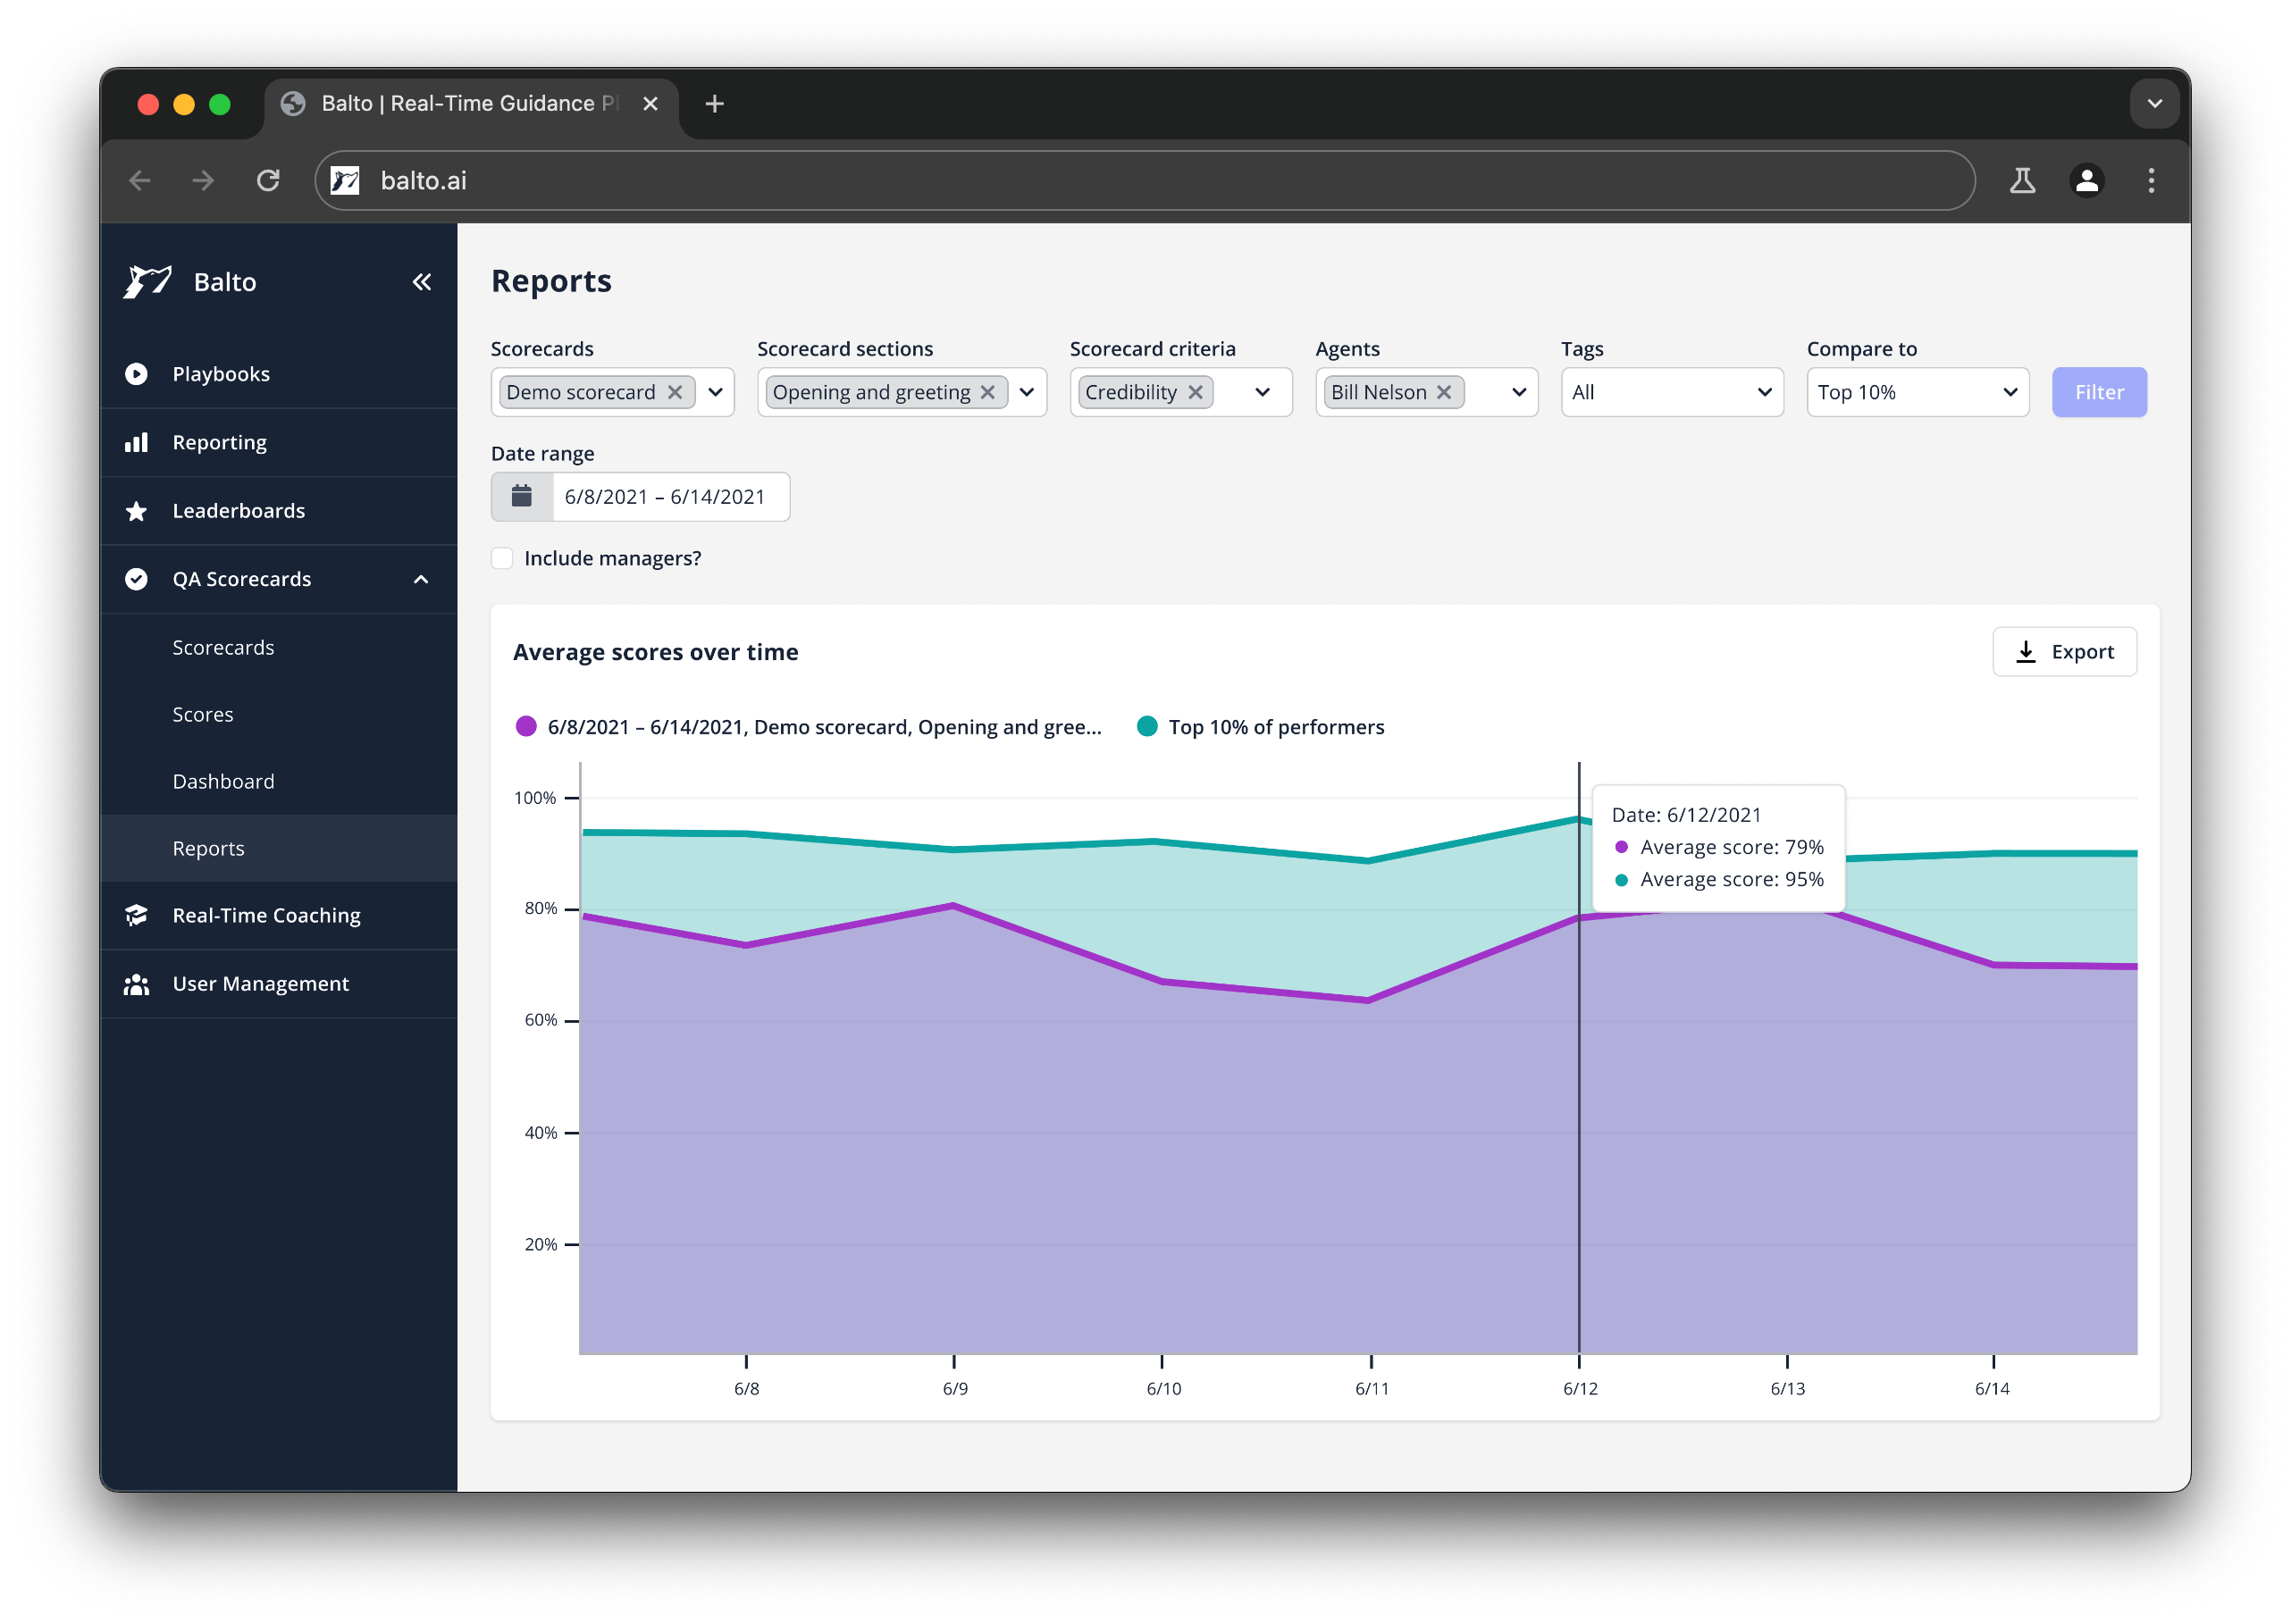 Balto | Real-Time Guidance Pl
balto.ai
Balto
Playbooks
Reporting
Leaderboards
QA Scorecards
Scorecards
Scores
Dashboard
Reports
Real-Time Coaching
User Management
Reports
Scorecards
Demo scorecard
Scorecard sections
Opening and greeting
Scorecard criteria
Credibility
Agents
Bill Nelson
Tags
All
Compare to
Top 10%
Filter
Date range
6/8/2021 – 6/14/2021
Include managers?
Average scores over time
Export
6/8/2021 – 6/14/2021, Demo scorecard, Opening and gree...
Top 10% of performers
100%
80%
60%
40%
20%
Date: 6/12/2021
Average score: 79%
Average score: 95%
6/8
6/9
6/10
6/11
6/12
6/13
6/14